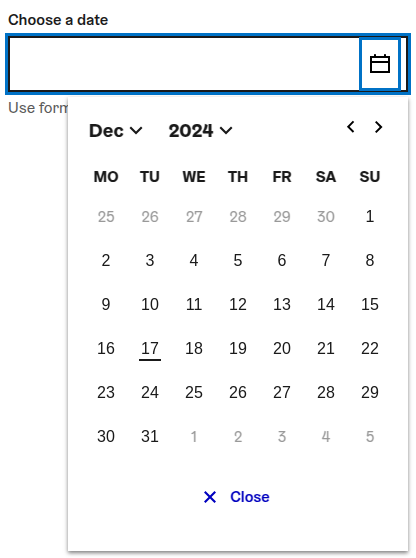 Choose a date
Use form
Dec 2024
MO TU WE TH FR SA SU
25 26 27 28 29 30 1
2 3 4 5 6 7 8
9 10 11 12 13 14 15
16 17 18 19 20 21 22
23 24 25 26 27 28 29
30 31 1 2 3 4 5
Close